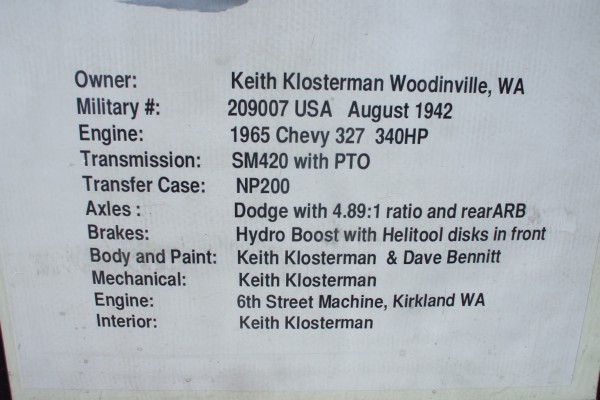 Owner: Keith Klosterman Woodinville, WA
Military #: 209007 USA August 1942
Engine: 1965 Chevy 327 340HP
Transmission: SM420 with PTO
Transfer Case: NP200
Axles : Dodge with 4.89:1 ratio and rearARB
Brakes: Hydro Boost with Helitool disks in front
Body and Paint: Keith Klosterman & Dave Bennitt
Mechanical: Keith Klosterman
Engine: 6th Street Machine, Kirkland WA
Interior: Keith Klosterman